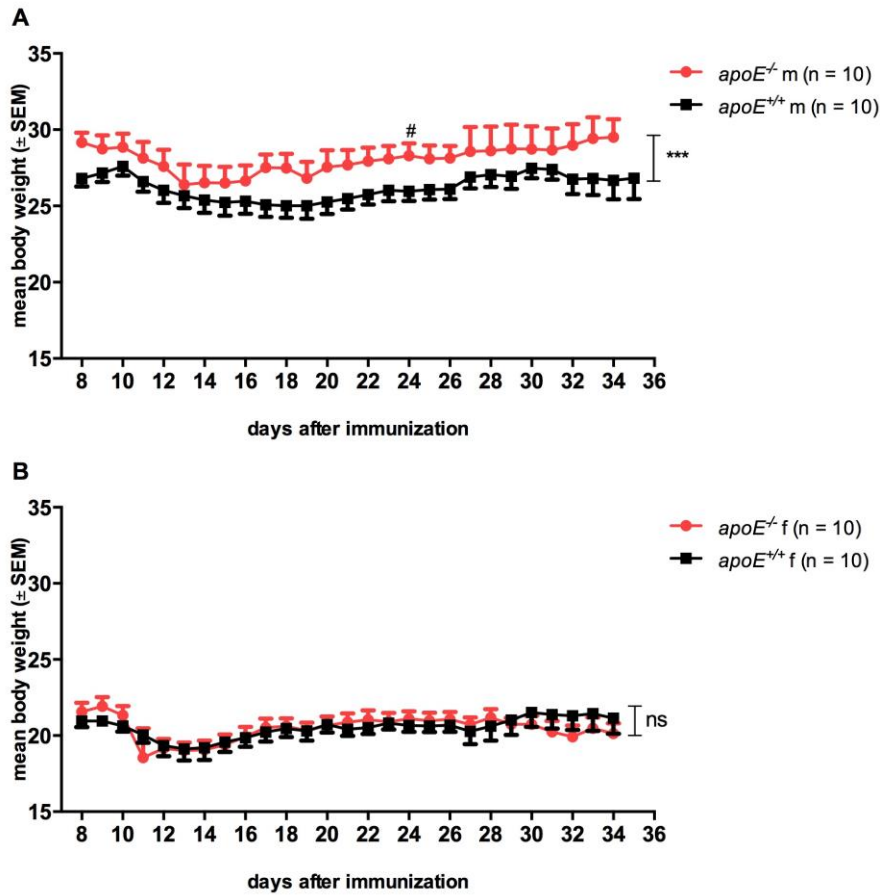 A
mean body weight (± SEM)
35
30
25
20
15
#
***
apoE-/- m (n = 10)
apoE+/+ m (n = 10)
8 10 12 14 16 18 20 22 24 26 28 30 32 34 36
days after immunization
B
mean body weight (± SEM)
35
30
25
20
15
ns
apoE-/- f (n = 10)
apoE+/+ f (n = 10)
8 10 12 14 16 18 20 22 24 26 28 30 32 34 36
days after immunization